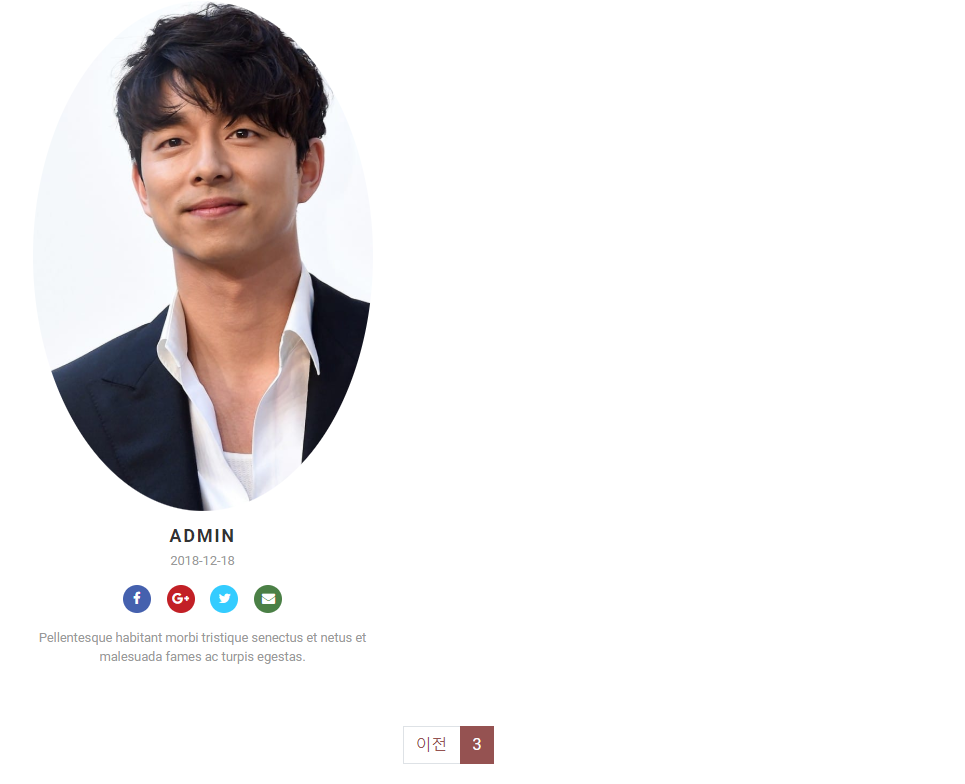 ADMIN
2018-12-18
Pellentesque habitant morbi tristique senectus et netus et
malesuada fames ac turpis egestas.
이전 3